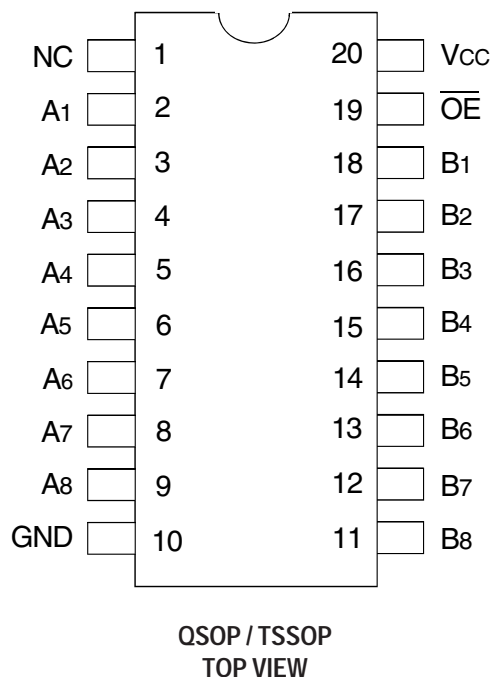 NC 1 20 VCC
A1 2 19 O̅E̅
A2 3 18 B1
A3 4 17 B2
A4 5 16 B3
A5 6 15 B4
A6 7 14 B5
A7 8 13 B6
A8 9 12 B7
GND 10 11 B8
QSOP / TSSOP
TOP VIEW